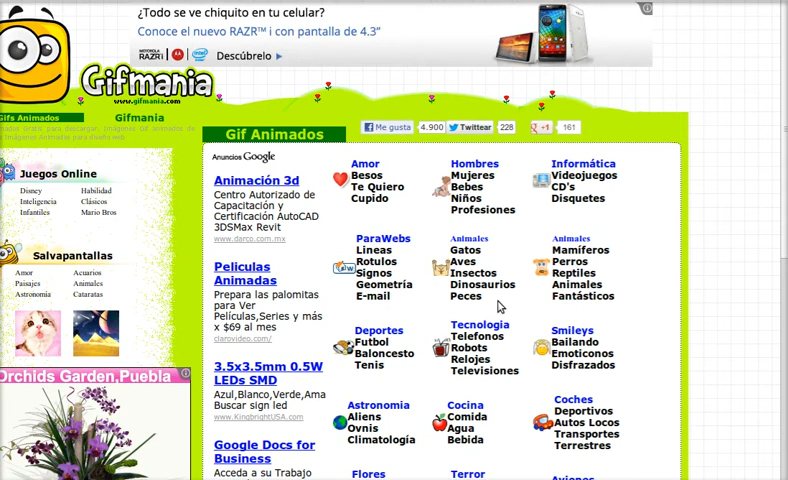 ¿Todo se ve chiquito en tu celular?
Conoce el nuevo RAZR™ i con pantalla de 4.3”
MOTOROLA
RAZR i
intel
Descúbrelo ▸
Gifmania
www.gifmania.com
Gifs Animados
Gifmania
Gif Animados
Me gusta
4.900
Twittear
228
+1
161
Juegos Online
Disney
Habilidad
Inteligencia
Clásicos
Infantiles
Mario Bros
Salvapantallas
Amor
Acuarios
Paisajes
Animales
Astronomia
Cataratas
Orchids Garden,Puebla
Anuncios Google
Animación 3d
Centro Autorizado de
Capacitación y
Certificación AutoCAD
3DSMax Revit
www.darco.com.mx
Peliculas
Animadas
Prepara las palomitas
para Ver
Películas,Series y más
x $69 al mes
clarovideo.com/
3.5x3.5mm 0.5W
LEDs SMD
Azul,Blanco,Verde,Ama
Buscar sign led
www.KingbrightUSA.com
Google Docs for
Business
Acceda a su Trabajo
Amor
Besos
Te Quiero
Cupido
Hombres
Mujeres
Bebes
Niños
Profesiones
Informática
Videojuegos
CD's
Disquetes
ParaWebs
Lineas
Rotulos
Signos
Geometría
E-mail
Animales
Gatos
Aves
Insectos
Dinosaurios
Peces
Animales
Mamíferos
Perros
Reptiles
Animales
Fantásticos
Deportes
Futbol
Baloncesto
Tenis
Tecnologia
Telefonos
Robots
Relojes
Televisiones
Smileys
Bailando
Emoticonos
Disfrazados
Astronomia
Aliens
Ovnis
Climatología
Cocina
Comida
Agua
Bebida
Coches
Deportivos
Autos Locos
Transportes
Terrestres
Flores
Terror
Aviones